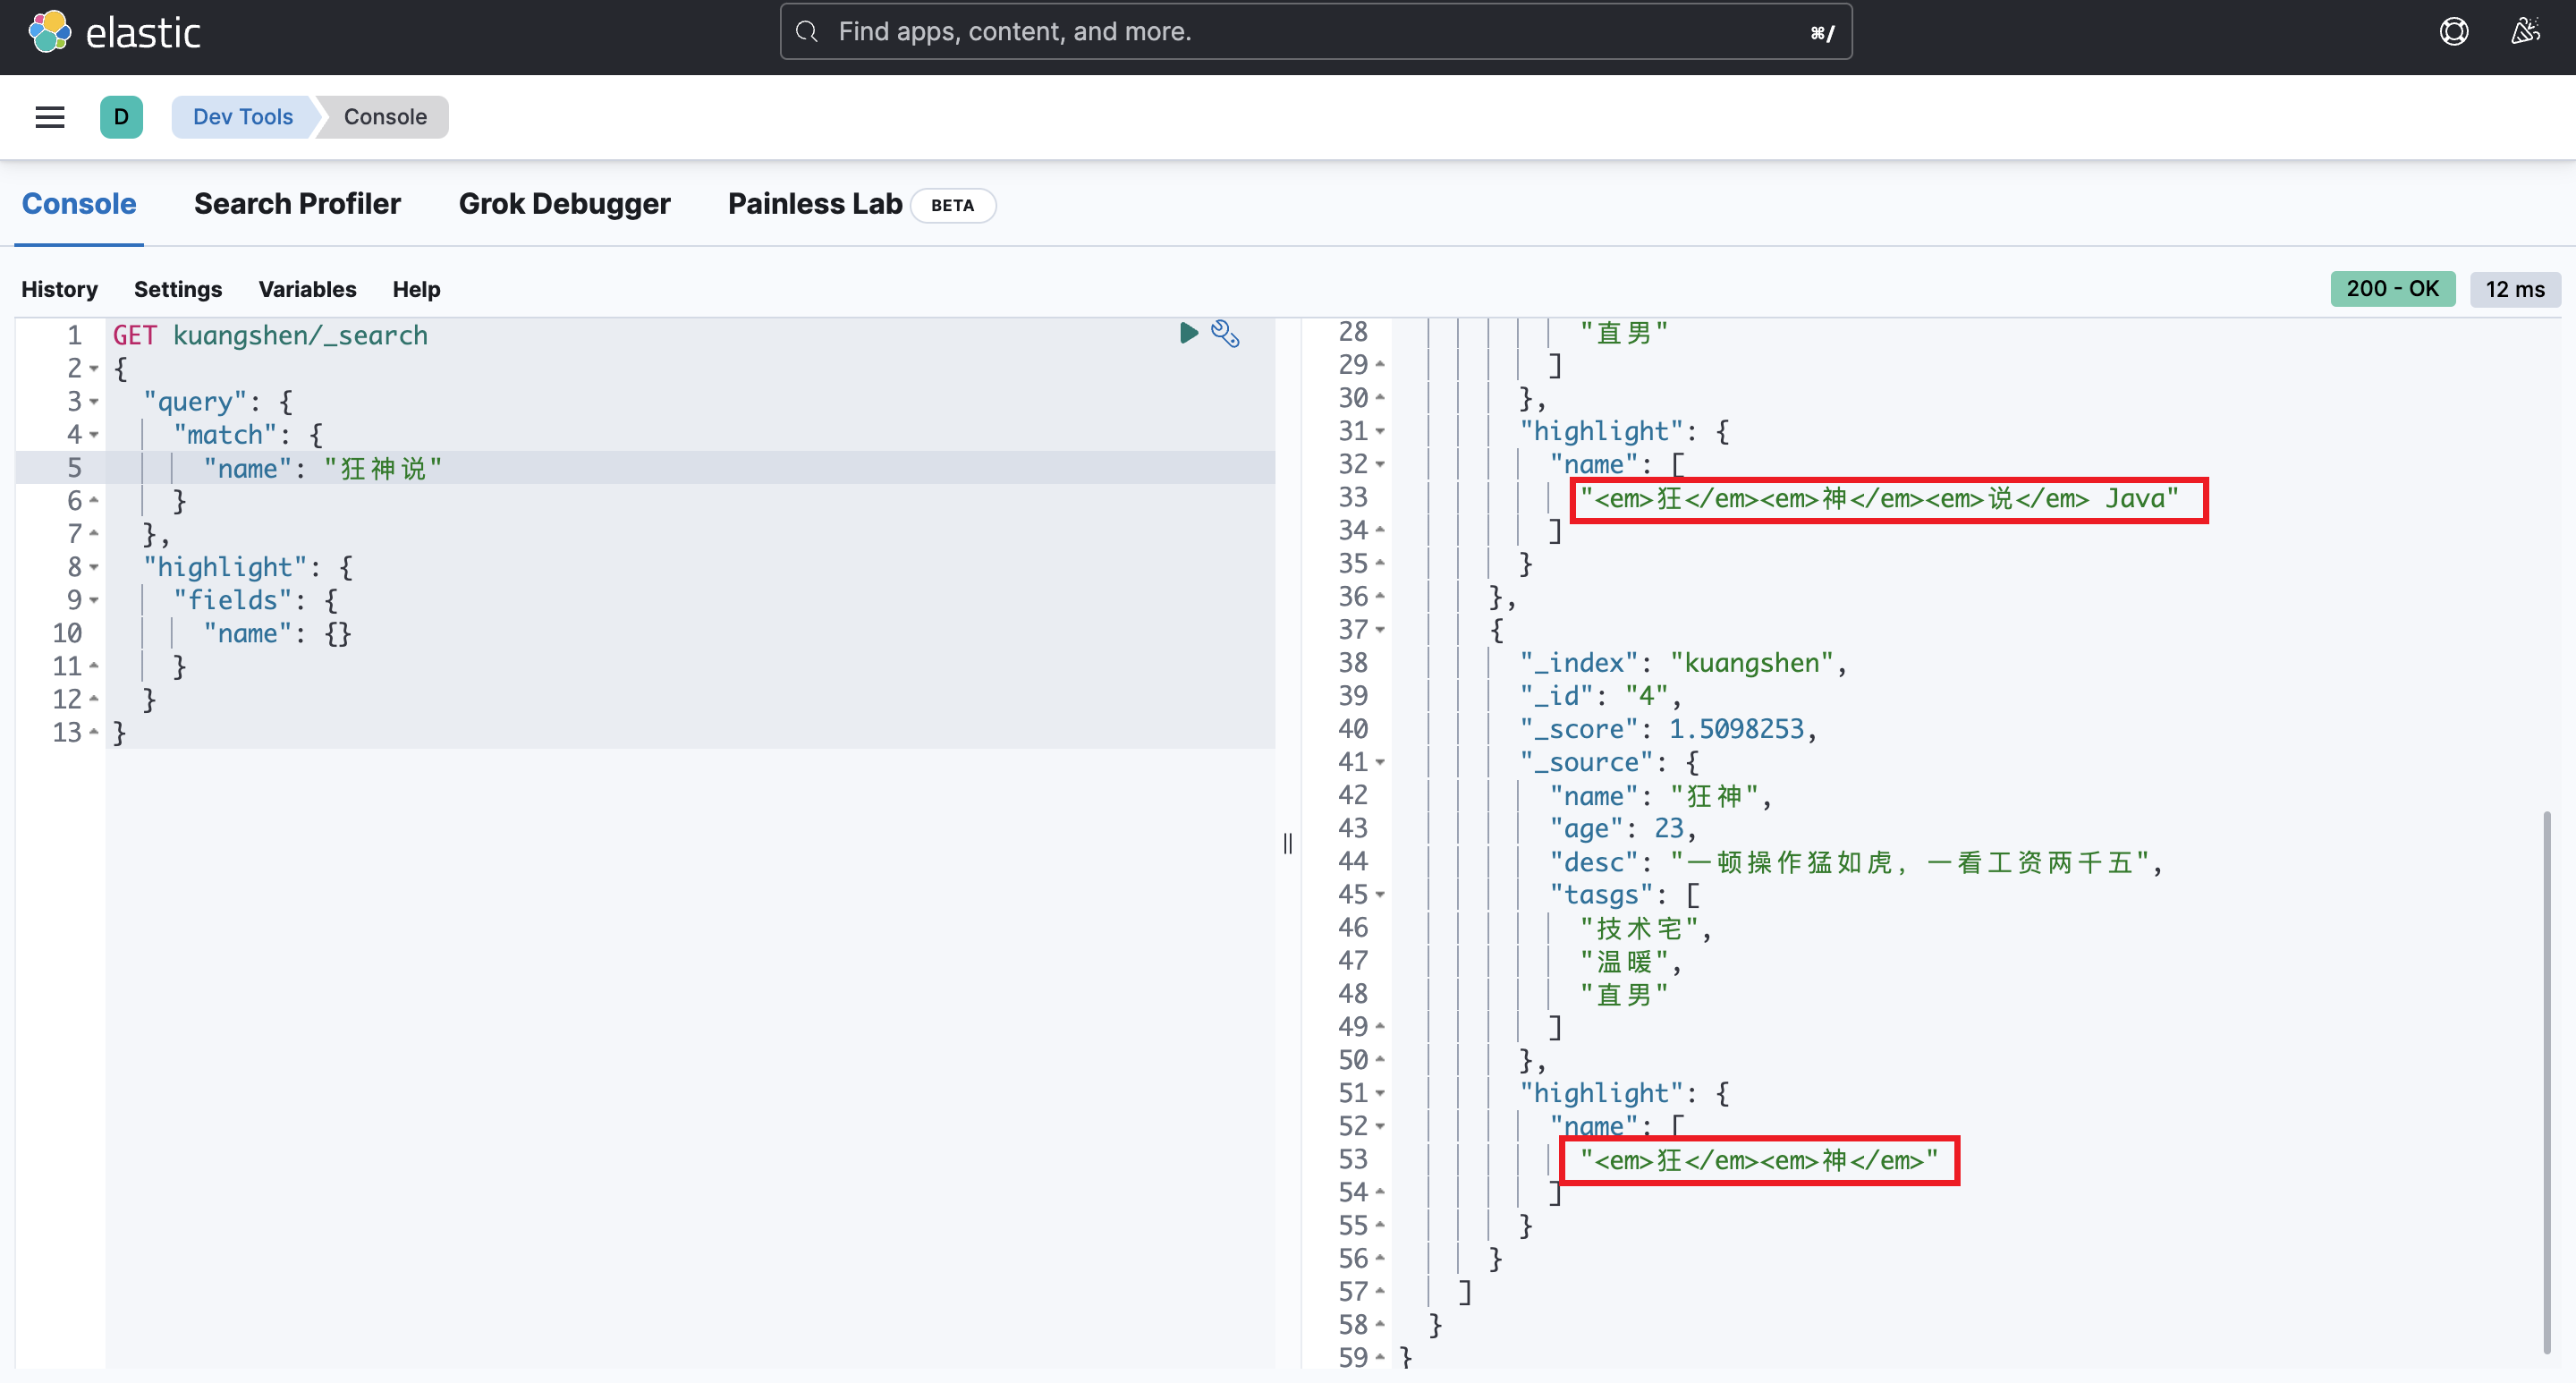 elastic
Find apps, content, and more.
⌘/
D
Dev Tools
Console
Console
Search Profiler
Grok Debugger
Painless Lab
BETA
History
Settings
Variables
Help
200 - OK
12 ms
1 GET kuangshen/_search
2 {
3 "query": {
4 "match": {
5 "name": "狂神说"
6 }
7 },
8 "highlight": {
9 "fields": {
10 "name": {}
11 }
12 }
13 }
28 "直男"
29 ]
30 },
31 "highlight": {
32 "name": [
33 "<em>狂</em><em>神</em><em>说</em> Java"
34 ]
35 }
36 },
37 {
38 "_index": "kuangshen",
39 "_id": "4",
40 "_score": 1.5098253,
41 "_source": {
42 "name": "狂神",
43 "age": 23,
44 "desc": "一顿操作猛如虎，一看工资两千五",
45 "tasgs": [
46 "技术宅",
47 "温暖",
48 "直男"
49 ]
50 },
51 "highlight": {
52 "name": [
53 "<em>狂</em><em>神</em>"
54 ]
55 }
56 }
57 ]
58 }
59 }